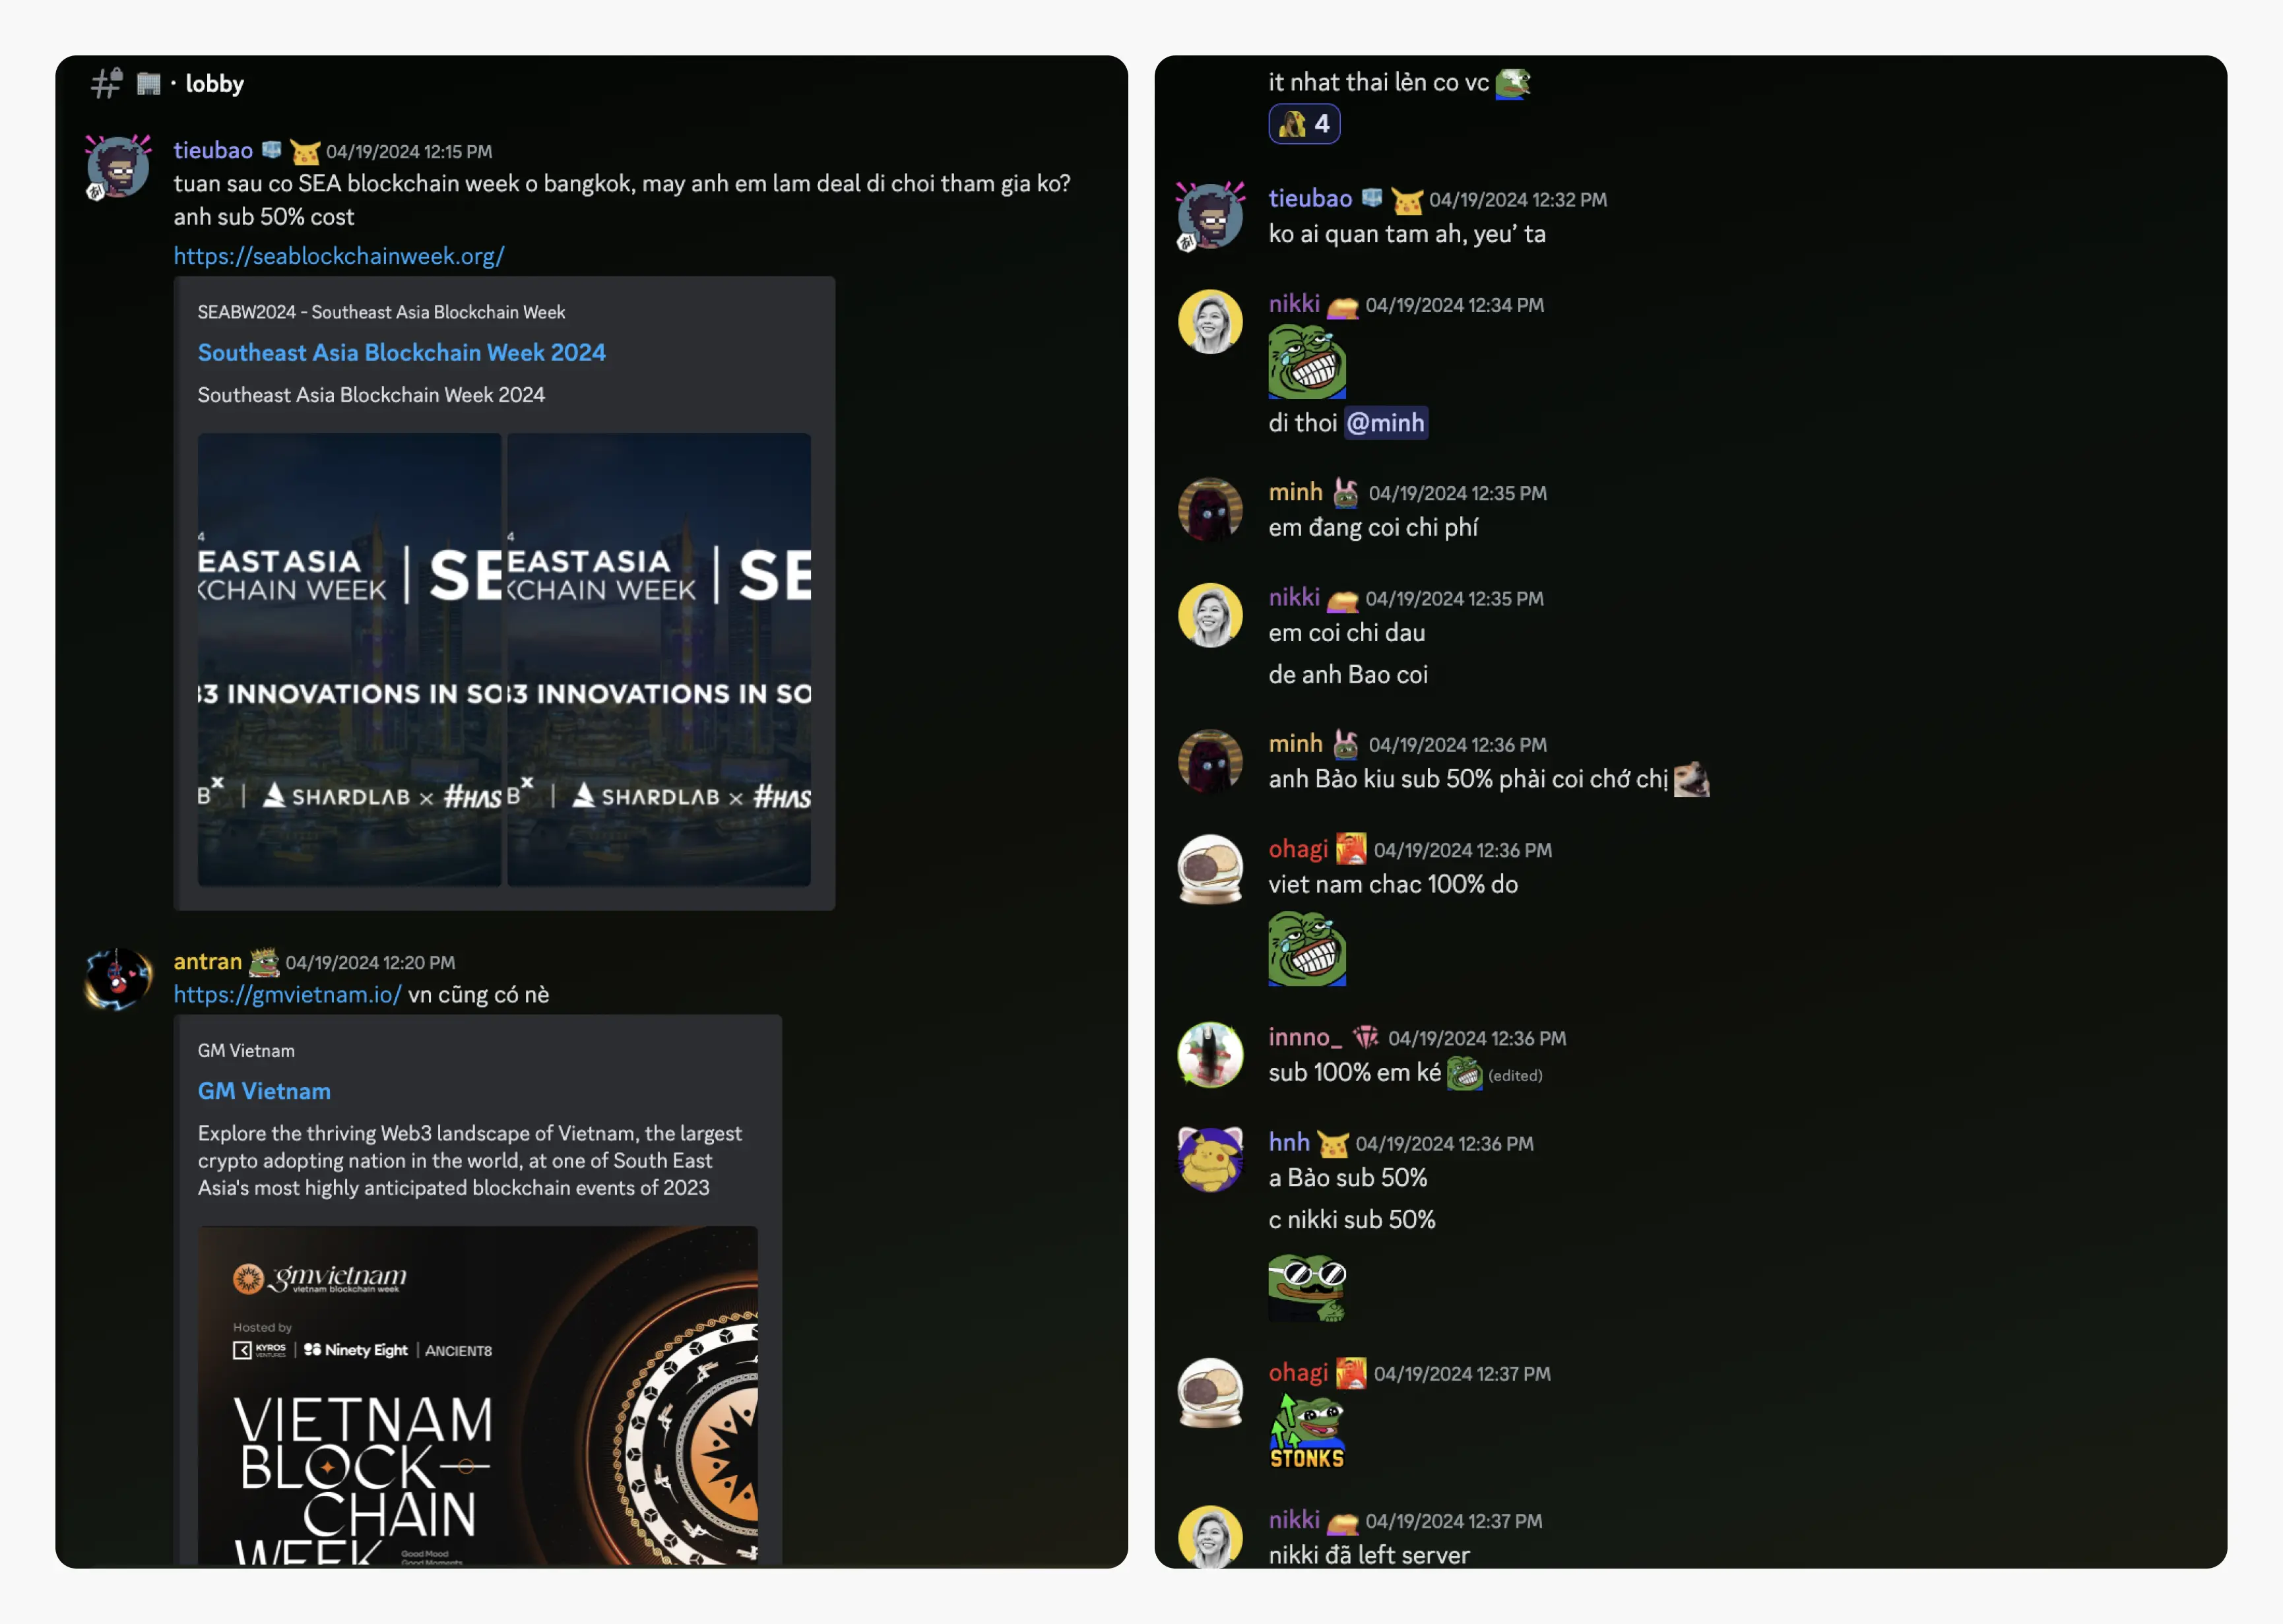 · lobby
tieubao 04/19/2024 12:15 PM
tuan sau co SEA blockchain week o bangkok, may anh em lam deal di choi tham gia ko?
anh sub 50% cost
https://seablockchainweek.org/
SEABW2024 - Southeast Asia Blockchain Week
Southeast Asia Blockchain Week 2024
Southeast Asia Blockchain Week 2024
4
EAST ASIA
KCHAIN WEEK | SE
3 INNOVATIONS IN SO
B x | SHARDLAB × #HAS
4
EAST ASIA
KCHAIN WEEK | SE
3 INNOVATIONS IN SO
B x | SHARDLAB × #HAS
antran 04/19/2024 12:20 PM
https://gmvietnam.io/ vn cũng có nè
GM Vietnam
GM Vietnam
Explore the thriving Web3 landscape of Vietnam, the largest
crypto adopting nation in the world, at one of South East
Asia's most highly anticipated blockchain events of 2023
gmvietnam
vietnam blockchain week
Hosted by
KYROS VENTURES | Ninety Eight | ANCIENT8
VIETNAM
BLOCK
CHAIN
WEEK
Good Mood
Good Moments
it nhat thai lẻn co vc
4
tieubao 04/19/2024 12:32 PM
ko ai quan tam ah, yeu’ ta
nikki 04/19/2024 12:34 PM
di thoi @minh
minh 04/19/2024 12:35 PM
em đang coi chi phí
nikki 04/19/2024 12:35 PM
em coi chi dau
de anh Bao coi
minh 04/19/2024 12:36 PM
anh Bảo kiu sub 50% phải coi chớ chị
ohagi 04/19/2024 12:36 PM
viet nam chac 100% do
innno_ 04/19/2024 12:36 PM
sub 100% em ké (edited)
hnh 04/19/2024 12:36 PM
a Bảo sub 50%
c nikki sub 50%
ohagi 04/19/2024 12:37 PM
STONKS
nikki 04/19/2024 12:37 PM
nikki đã left server